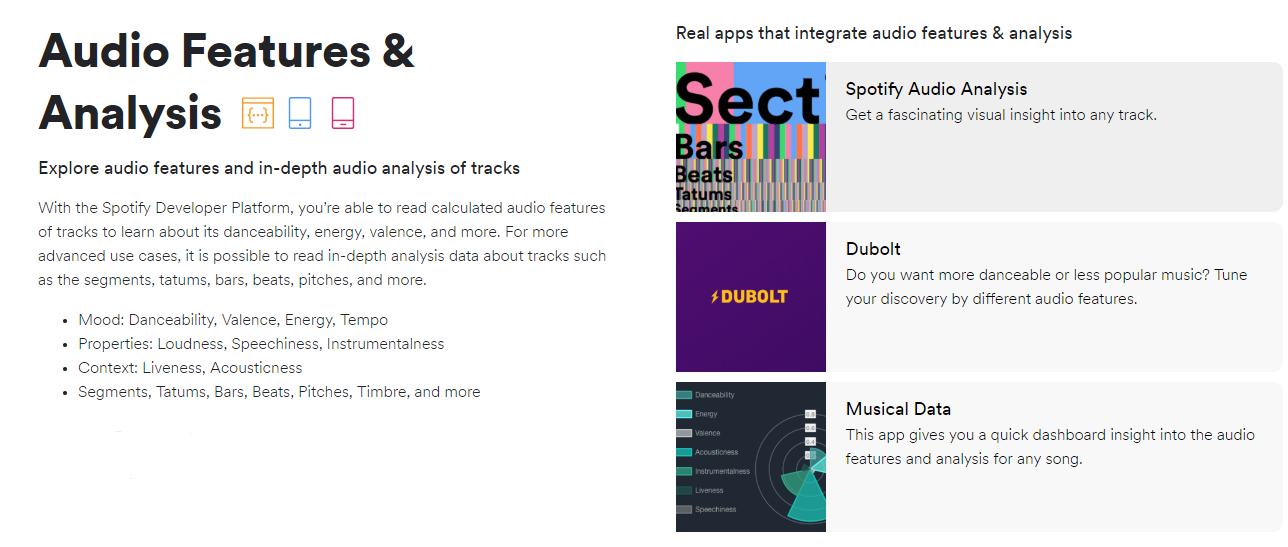 Audio Features &
Analysis {···}
Explore audio features and in-depth audio analysis of tracks
With the Spotify Developer Platform, you’re able to read calculated audio features
of tracks to learn about its danceability, energy, valence, and more. For more
advanced use cases, it is possible to read in-depth analysis data about tracks such
as the segments, tatums, bars, beats, pitches, and more.
• Mood: Danceability, Valence, Energy, Tempo
• Properties: Loudness, Speechiness, Instrumentalness
• Context: Liveness, Acousticness
• Segments, Tatums, Bars, Beats, Pitches, Timbre, and more
Real apps that integrate audio features & analysis
Secti
Bars
Beats
Tatums
Segments
Spotify Audio Analysis
Get a fascinating visual insight into any track.
DUBOLT
Dubolt
Do you want more danceable or less popular music? Tune
your discovery by different audio features.
Danceability
Energy
Valence
Acousticness
Instrumentalness
Liveness
Speechiness
0.8
0.6
0.4
Musical Data
This app gives you a quick dashboard insight into the audio
features and analysis for any song.